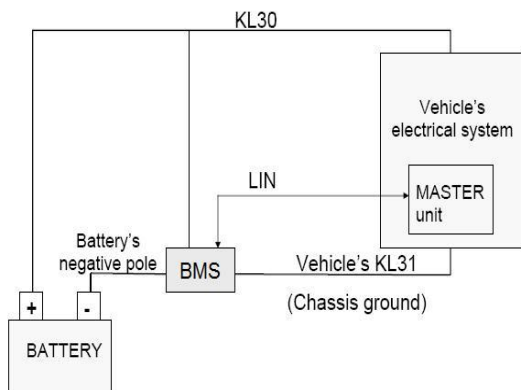 KL30
Vehicle's
electrical system
LIN
MASTER
unit
Battery's
negative pole
BMS
Vehicle's KL31
(Chassis ground)
+
-
BATTERY